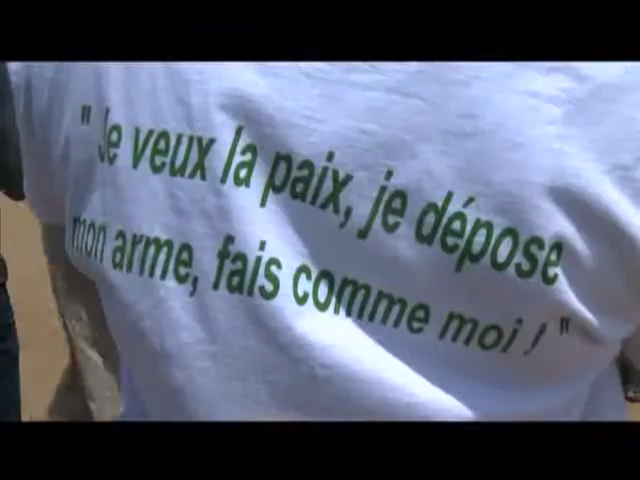 " Je veux la paix, je dépose
mon arme, fais comme moi ! "